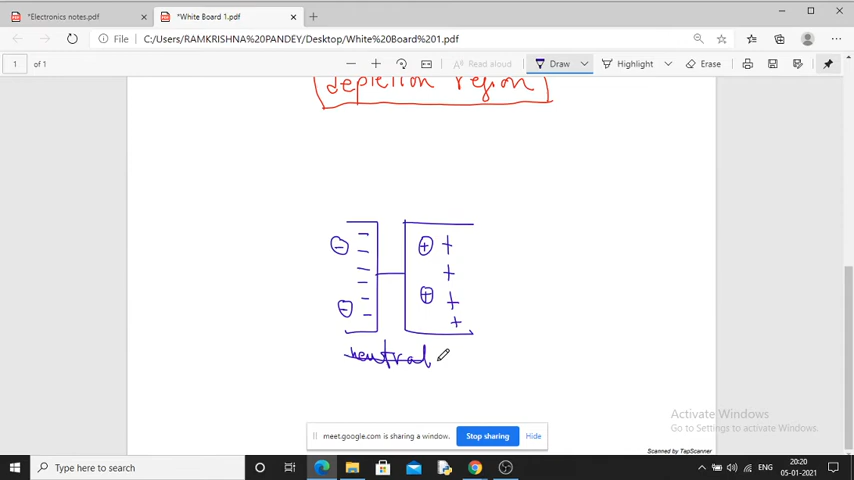 *Electronics notes.pdf
*White Board 1.pdf
File C:/Users/RAMKRISHNA%20PANDEY/Desktop/White%20Board%201.pdf
1 of 1 Read aloud Draw Highlight Erase
depletion region
neutral
meet.google.com is sharing a window. Stop sharing Hide
Activate Windows
Go to Settings to activate Windows.
Scanned by TapScanner
Type here to search
ENG
20:20
05-01-2021